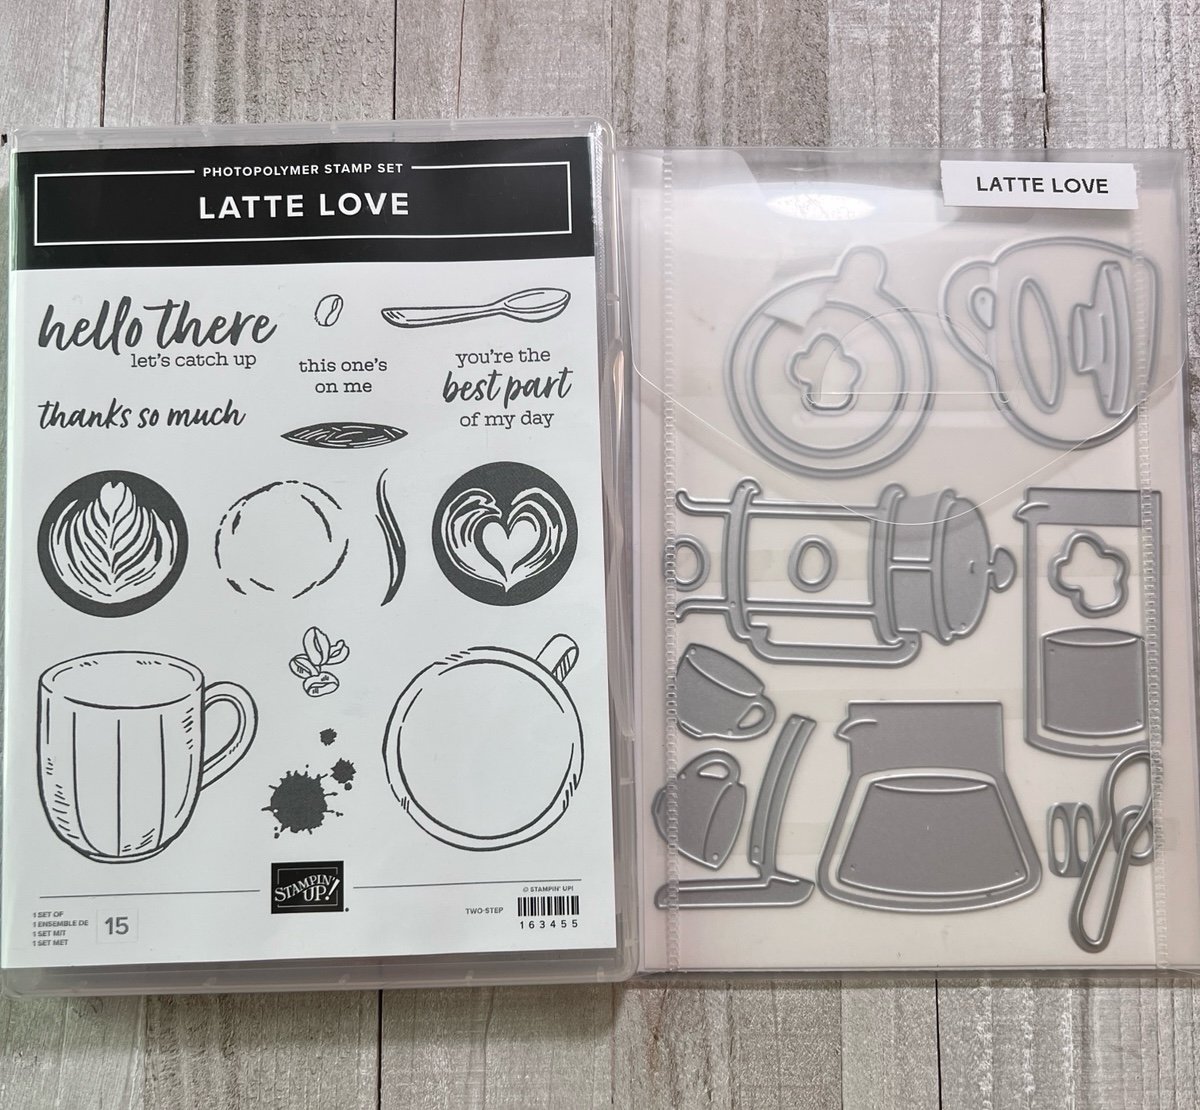 PHOTOPOLYMER STAMP SET
LATTE LOVE
hello there
let's catch up
this one's
on me
you're the
best part
of my day
thanks so much
STAMPIN'
UP!
© STAMPIN' UP!
TWO-STEP
163455
1 SET OF
1 ENSEMBLE DE
1 SET MIT
1 SET MET
15
LATTE LOVE